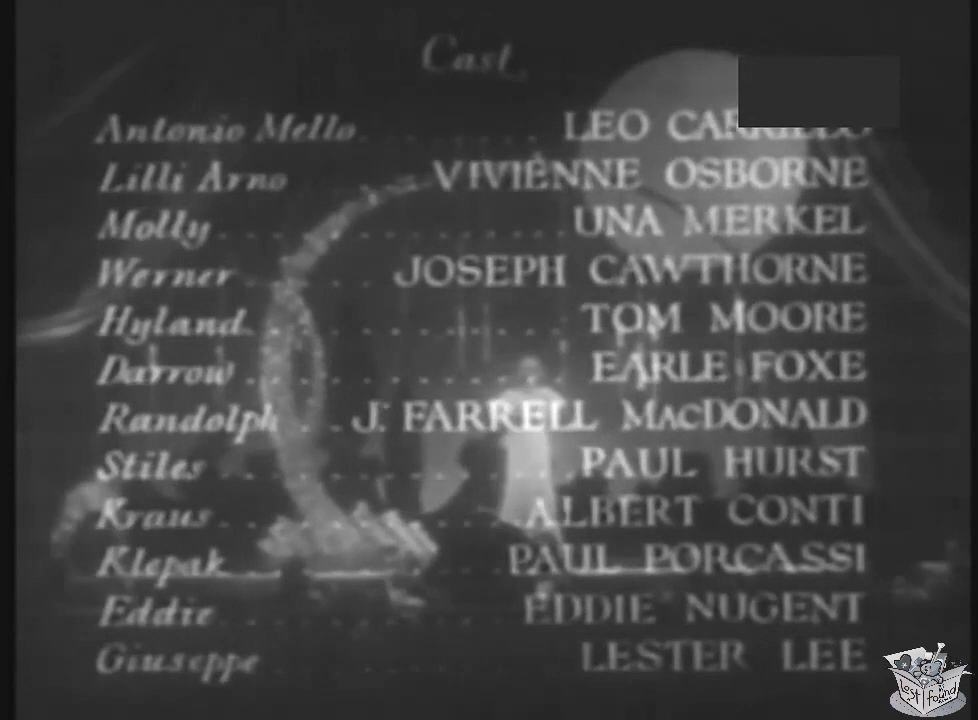 Cast
Antonio Mello. . . . . . . . LEO
Lilli Arno . . . . VIVIENNE OSBORNE
Molly . . . . . . . . . . . . . UNA MERKEL
Werner . . . . . JOSEPH CAWTHORNE
Hyland. . . . . . . . . . . . TOM MOORE
Darrow . . . . . . . . . . . EARLE FOXE
Randolph . . . J. FARRELL MACDONALD
Stiles . . . . . . . . . . . . PAUL HURST
Kraus . . . . . . . . . . ALBERT CONTI
Klepak . . . . . . . . . PAUL PORCASSI
Eddie . . . . . . . . . . EDDIE NUGENT
Giuseppe . . . . . . . . . LESTER LEE
lost found